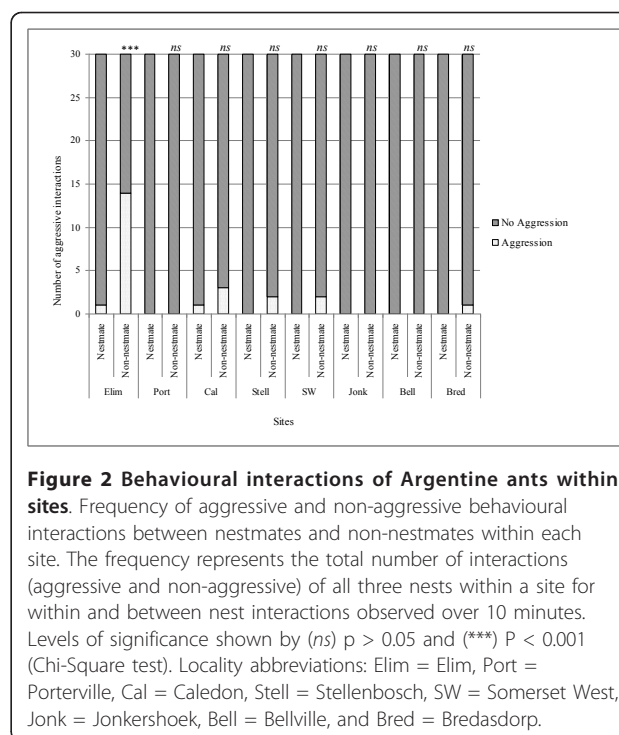 *** ns ns ns ns ns ns ns
30
25
20
15
10
5
0
Number of aggressive interactions
No Aggression
Aggression
Nestmate Non-nestmate Nestmate Non-nestmate Nestmate Non-nestmate Nestmate Non-nestmate Nestmate Non-nestmate Nestmate Non-nestmate Nestmate Non-nestmate Nestmate Non-nestmate
Elim Port Cal Stell SW Jonk Bell Bred
Sites
Figure 2 Behavioural interactions of Argentine ants within
sites. Frequency of aggressive and non-aggressive behavioural
interactions between nestmates and non-nestmates within each
site. The frequency represents the total number of interactions
(aggressive and non-aggressive) of all three nests within a site for
within and between nest interactions observed over 10 minutes.
Levels of significance shown by (ns) p > 0.05 and (***) P < 0.001
(Chi-Square test). Locality abbreviations: Elim = Elim, Port =
Porterville, Cal = Caledon, Stell = Stellenbosch, SW = Somerset West,
Jonk = Jonkershoek, Bell = Bellville, and Bred = Bredasdorp.